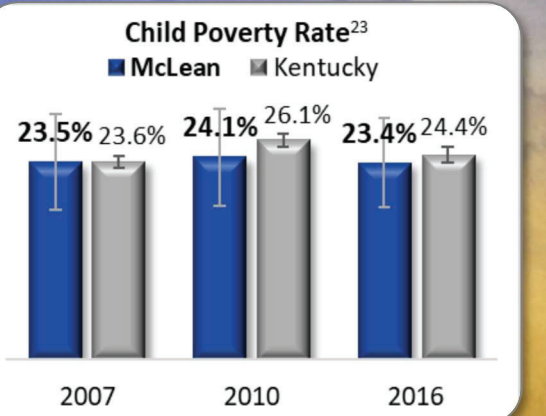 Child Poverty Rate23
McLean Kentucky
23.5% 23.6% 24.1% 26.1% 23.4% 24.4%
2007 2010 2016